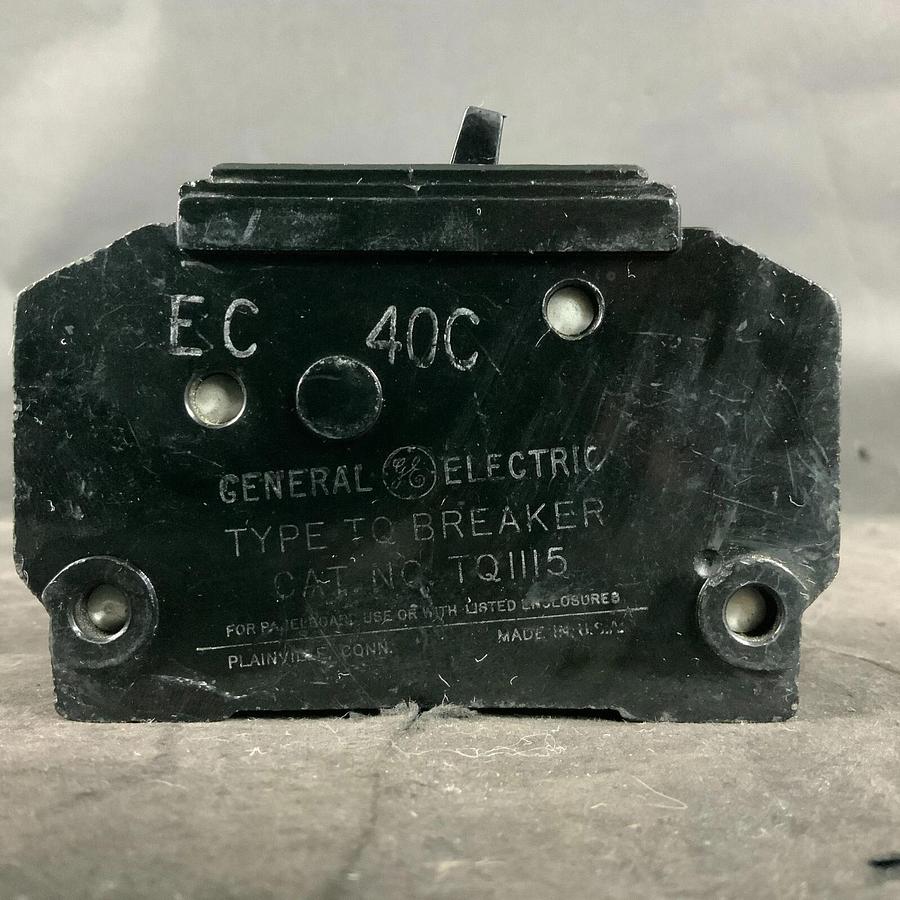 EC 40C
GENERAL GE ELECTRIC
TYPE TQ BREAKER
CAT. NO. TQ1115
FOR PANELBOARD USE OR WITH LISTED ENCLOSURES
MADE IN U.S.A.
PLAINVILLE, CONN.